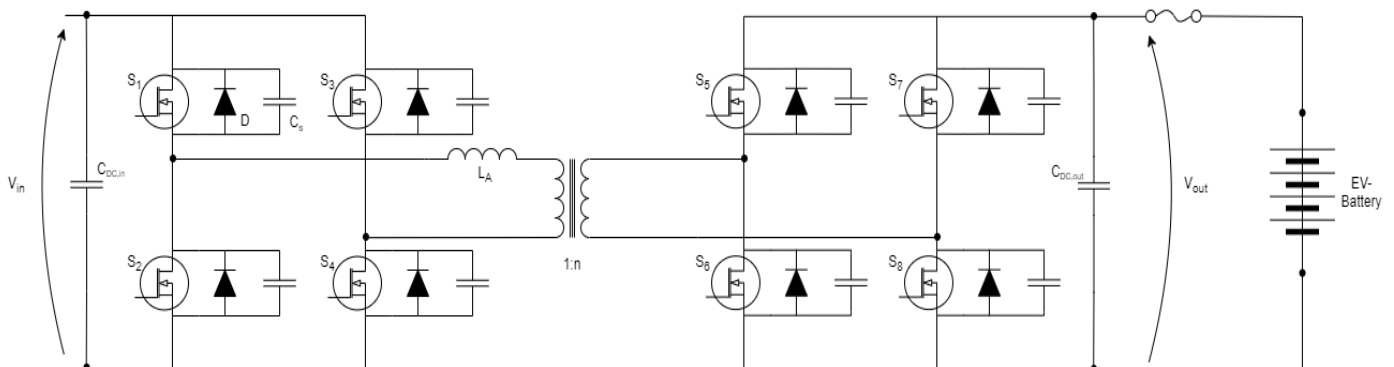 S1
S3
S5
S7
D
Cs
Vin
CDC,in
LA
CDC,out
Vout
EV-
Battery
S2
S4
1:n
S6
S8